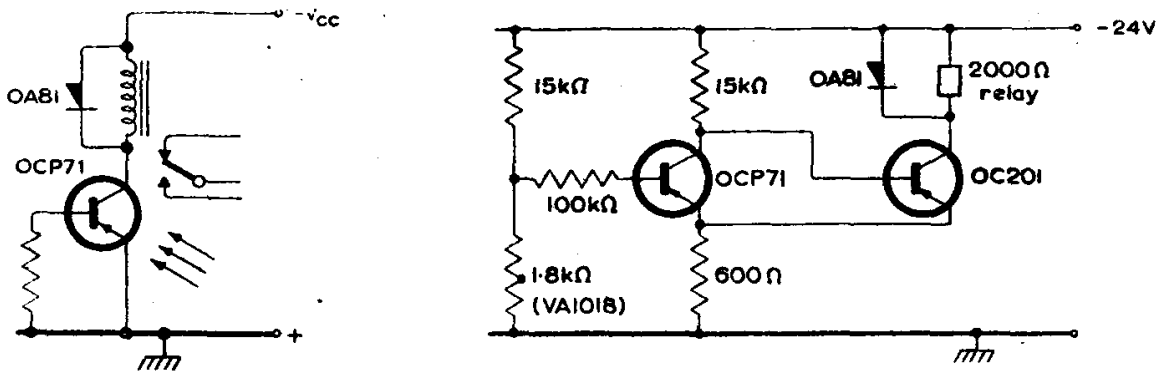 -VCC
OA81
OCP71
+
-24V
15kΩ
15kΩ
OA81
2000Ω
relay
OCP71
OC201
100kΩ
1·8kΩ
(VA1018)
600Ω